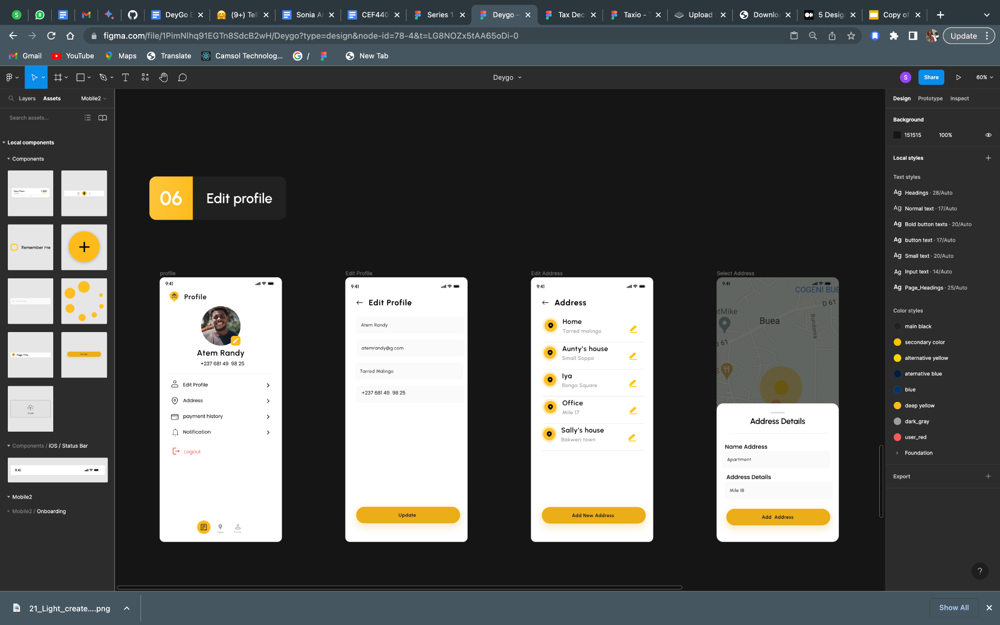 S
8
DeyGo D
(9+) Tell
Sonia A
CEF440
Series 1
Deygo –
Tax Dec
Taxio -
Upload
Downlo
5 Desig
Copy of
figma.com/file/1PimNlhq91EGTn8SdcB2wH/Deygo?type=design&node-id=78-4&t=LG8NOZx5tAA65oDi-0
Update
Gmail
YouTube
Maps
Translate
Camsol Technolog...
/
New Tab
Deygo
S
Share
60%
Layers
Assets
Mobile2
Design
Prototype
Inspect
Search assets...
Background
151515
100%
Local components
Components
Remember me
Page Title
Front
Components / iOS / Status Bar
9:41
Mobile2
Mobile2 / Onboarding
06
Edit profile
profile
9:41
Profile
Atem Randy
+237 681 49 98 25
Edit Profile
Address
payment history
Notification
Logout
Home
Profile
Edit Profile
9:41
Edit Profile
Atem Randy
atemrandy@g.com
Tarred Malingo
+237 681 49 98 25
Update
Edit Address
9:41
Address
Home
Tarred malingo
Aunty's house
Small Soppo
Iya
Bongo Square
Office
Mile 17
Sally's house
Bakweri town
Add New Address
Select Address
9:41
COGENI BUE
D 61
tMike
Buea
Bundoma
61
S
Address Details
Name Address
Apartment
Address Details
Mile 18
Add Address
Local styles
Text styles
Ag Headings · 28/Auto
Ag Normal text · 17/Auto
Ag Bold button texts · 20/Auto
Ag button text · 17/Auto
Ag Small text · 20/Auto
Ag Input text · 14/Auto
Ag Page_Headings · 25/Auto
Color styles
main black
secondary color
alternative yellow
aternative blue
blue
deep yellow
dark_gray
user_red
Foundation
Export
?
21_Light_create....png
Show All